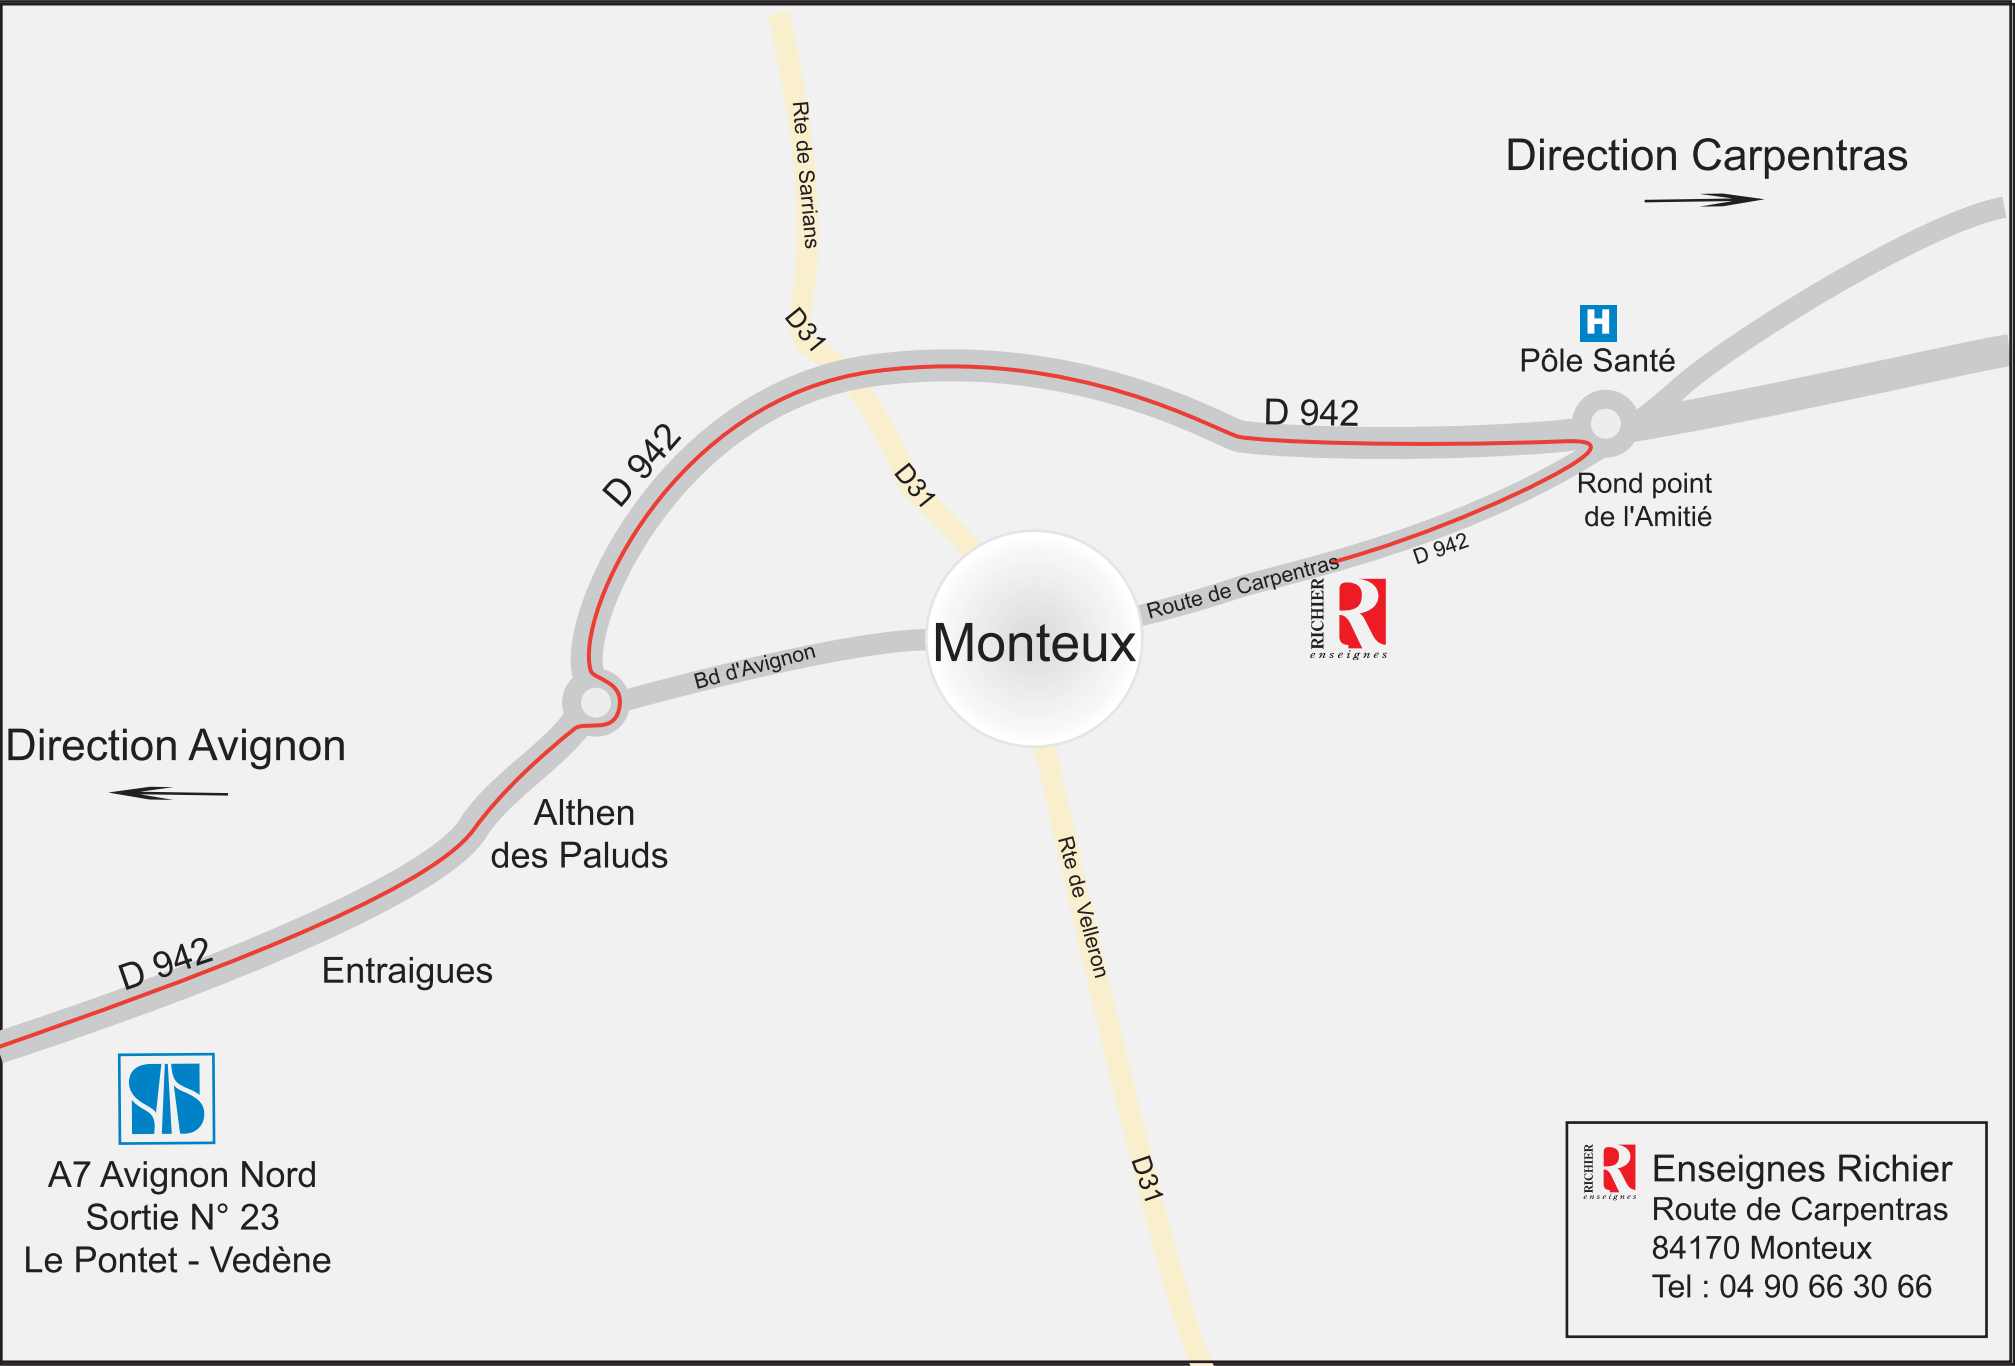 Rte de Sarrians
Direction Carpentras
D31
H
Pôle Santé
D 942
D 942
D31
Rond point
de l'Amitié
D 942
Route de Carpentras
RICHIER
R
enseignes
Monteux
Bd d'Avignon
Direction Avignon
Althen
des Paluds
Rte de Velleron
D 942
Entraigues
A7 Avignon Nord
Sortie N° 23
Le Pontet - Vedène
D31
RICHIER
R
enseignes
Enseignes Richier
Route de Carpentras
84170 Monteux
Tel : 04 90 66 30 66